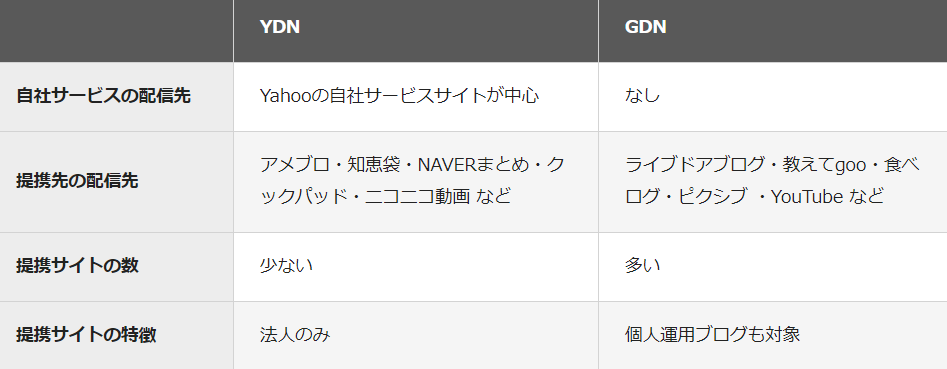 YDN GDN
自社サービスの配信先 Yahooの自社サービスサイトが中心 なし
提携先の配信先 アメブロ・知恵袋・NAVERまとめ・ク
ックパッド・ニコニコ動画 など
ライブドアブログ・教えてgoo・食べ
ログ・ピクシブ ・YouTube など
提携サイトの数 少ない 多い
提携サイトの特徴 法人のみ 個人運用ブログも対象